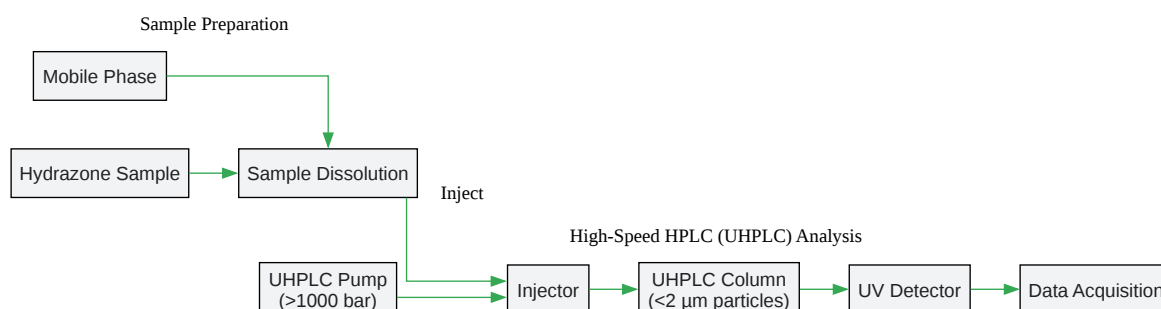 Sample Preparation
Mobile Phase
Hydrazone Sample
Sample Dissolution
Inject
High-Speed HPLC (UHPLC) Analysis
UHPLC Pump
(>1000 bar)
Injector
UHPLC Column
(<2 µm particles)
UV Detector
Data Acquisition